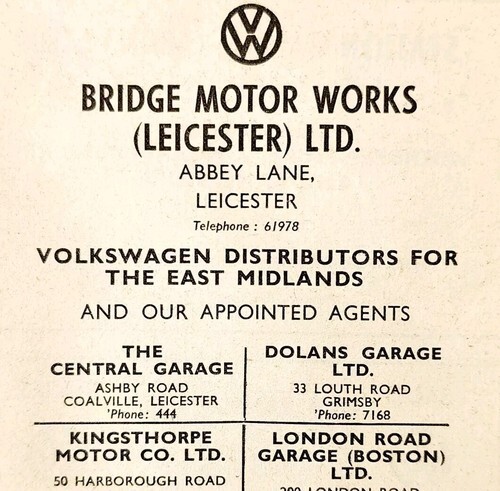 BRIDGE MOTOR WORKS
(LEICESTER) LTD.
ABBEY LANE,
LEICESTER
Telephone : 61978
VOLKSWAGEN DISTRIBUTORS FOR
THE EAST MIDLANDS
AND OUR APPOINTED AGENTS
THE
CENTRAL GARAGE
ASHBY ROAD
COALVILLE, LEICESTER
'Phone: 444
DOLANS GARAGE
LTD.
33 LOUTH ROAD
GRIMSBY
'Phone: 7168
KINGSTHORPE
MOTOR CO. LTD.
50 HARBOROUGH ROAD
LONDON ROAD
GARAGE (BOSTON)
LTD.
LONDON ROAD